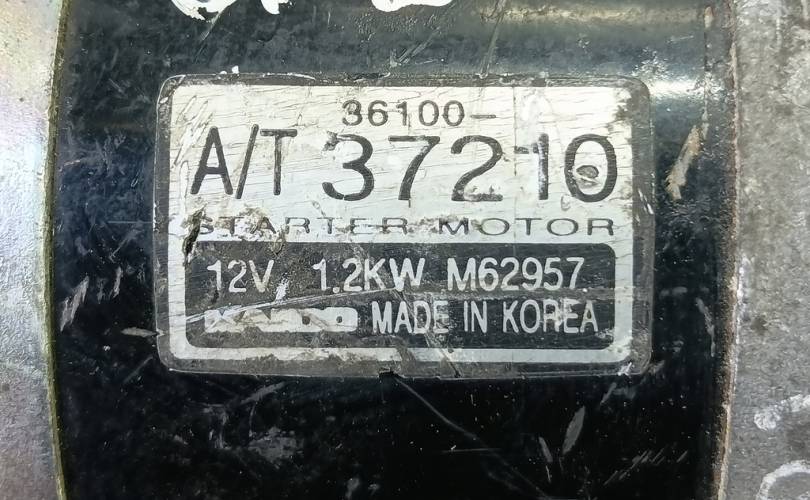 36100-
A/T 37210
STARTER MOTOR
12V 1.2KW M62957
MADE IN KOREA